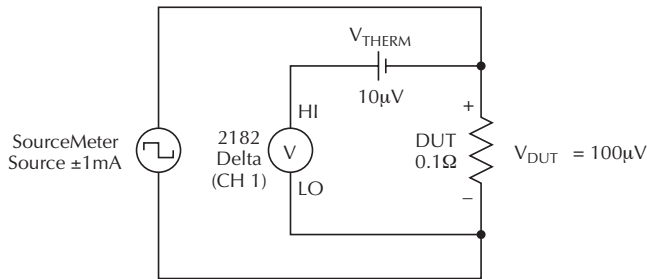 V_THERM
10µV
HI
SourceMeter
Source ±1mA
2182
Delta
(CH 1)
V
LO
+
DUT
0.1Ω
–
V_DUT = 100µV